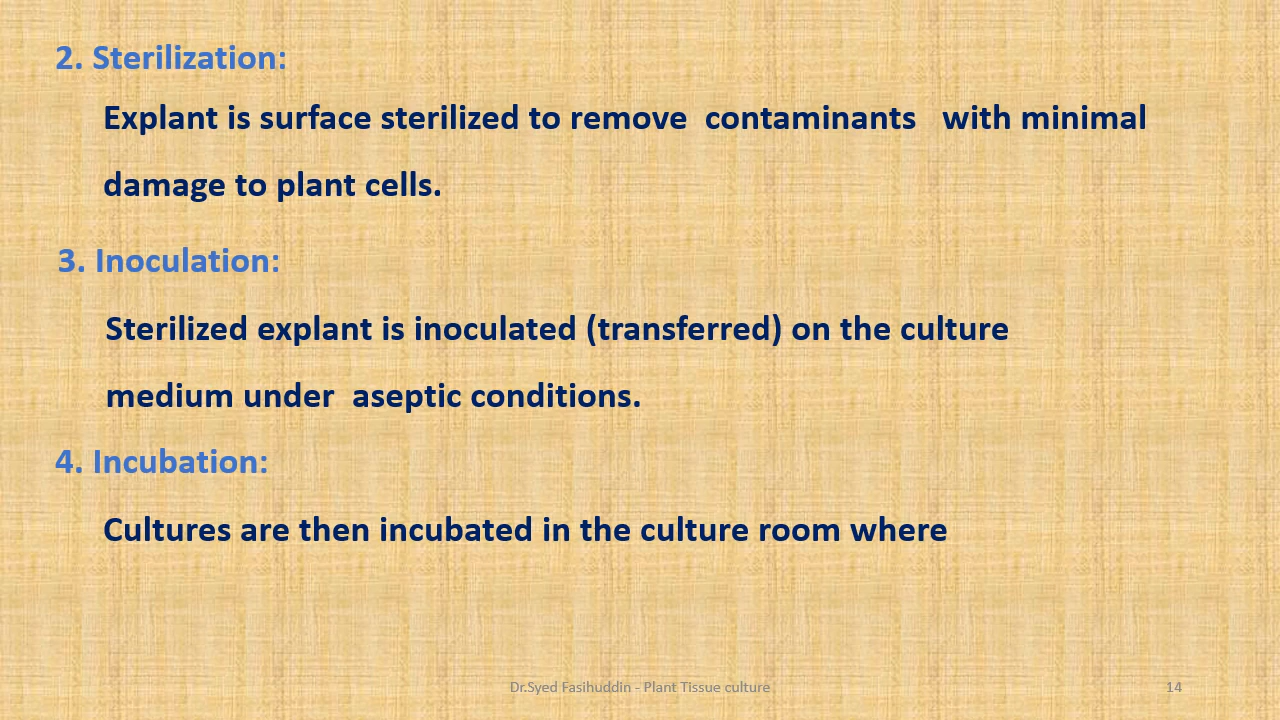 2. Sterilization:
Explant is surface sterilized to remove contaminants with minimal
damage to plant cells.
3. Inoculation:
Sterilized explant is inoculated (transferred) on the culture
medium under aseptic conditions.
4. Incubation:
Cultures are then incubated in the culture room where
Dr.Syed Fasihuddin - Plant Tissue culture
14